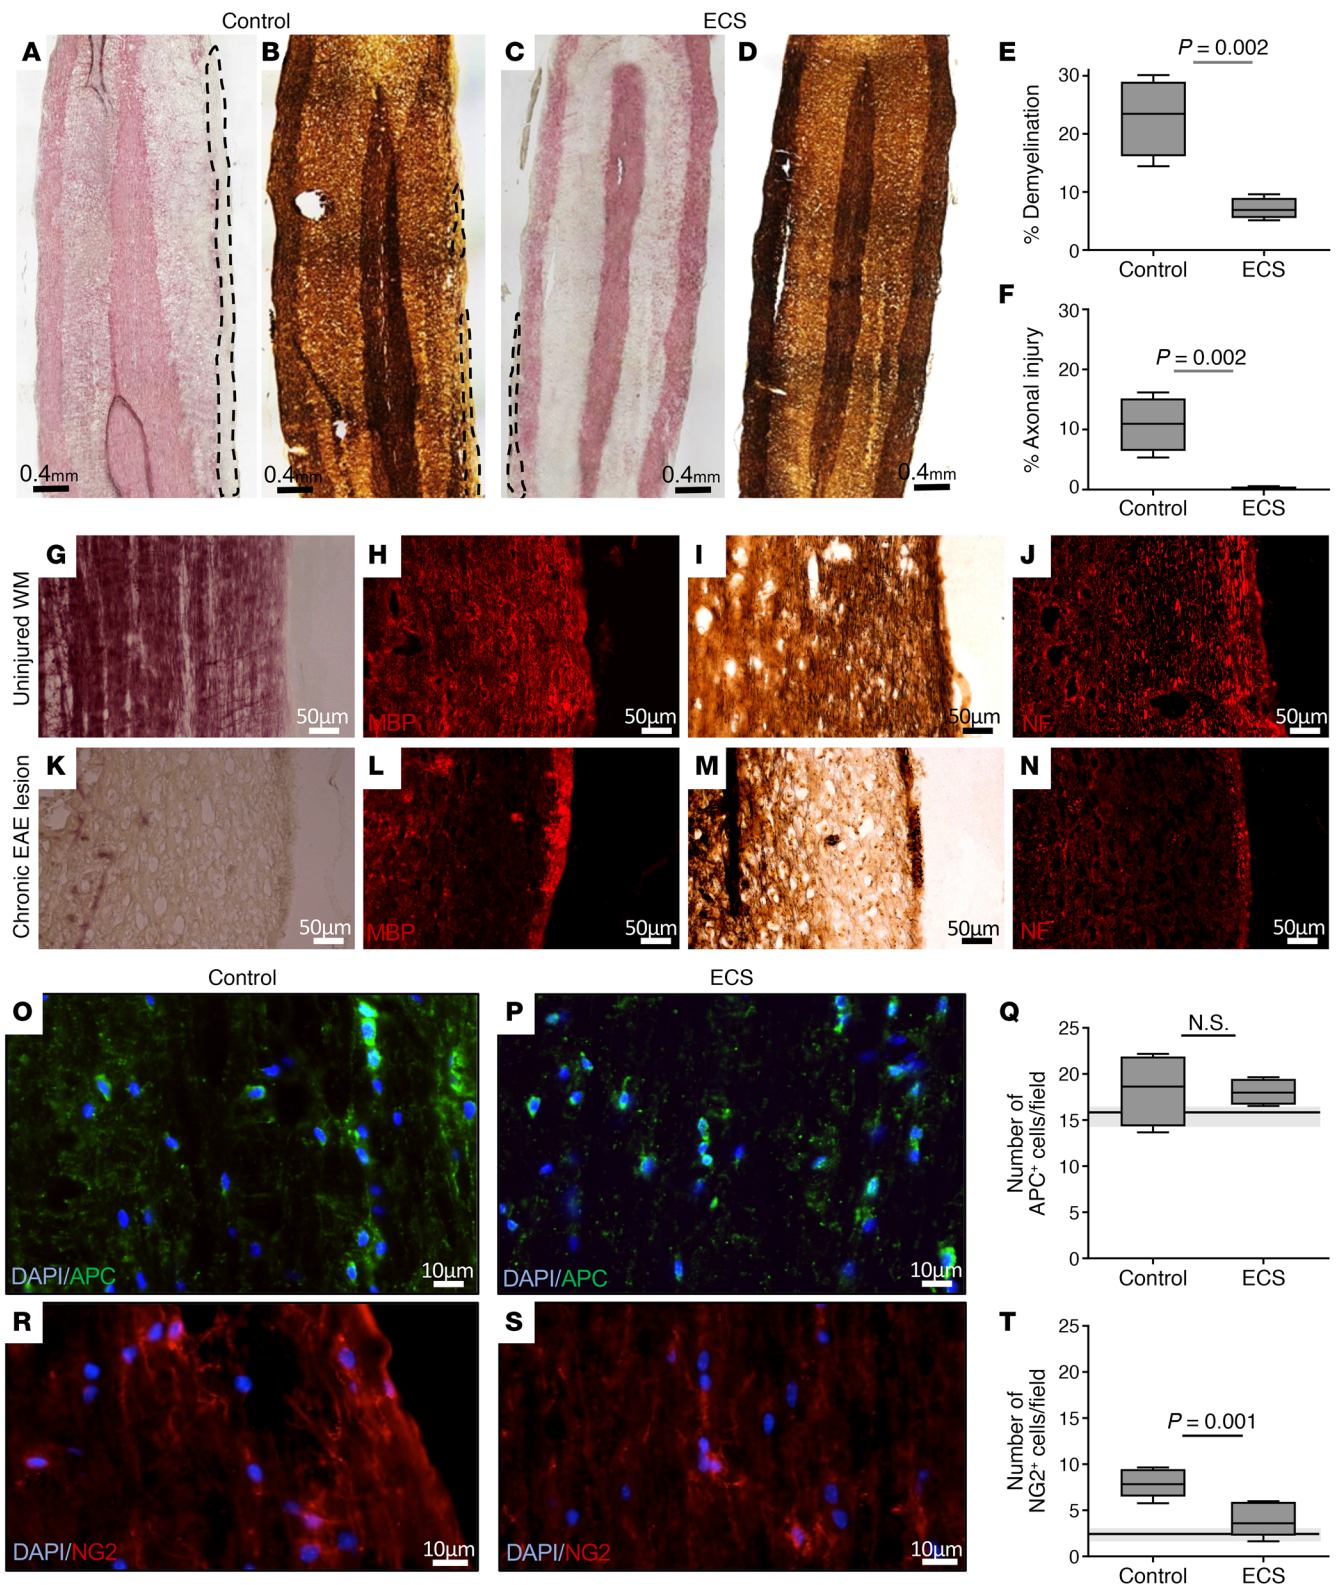 Control
ECS
A
B
C
D
0.4mm
0.4mm
0.4mm
0.4mm
E
P = 0.002
% Demyelination
30
20
10
0
Control
ECS
F
P = 0.002
% Axonal injury
30
20
10
0
Control
ECS
Uninjured WM
G
50µm
H
MBP
50µm
I
50µm
J
NF
50µm
Chronic EAE lesion
K
50µm
L
MBP
50µm
M
50µm
N
NF
50µm
Control
ECS
O
DAPI/APC
10µm
P
DAPI/APC
10µm
Q
N.S.
Number of
APC⁺ cells/field
25
20
15
10
5
0
Control
ECS
R
DAPI/NG2
10µm
S
DAPI/NG2
10µm
T
P = 0.001
Number of
NG2⁺ cells/field
25
20
15
10
5
0
Control
ECS